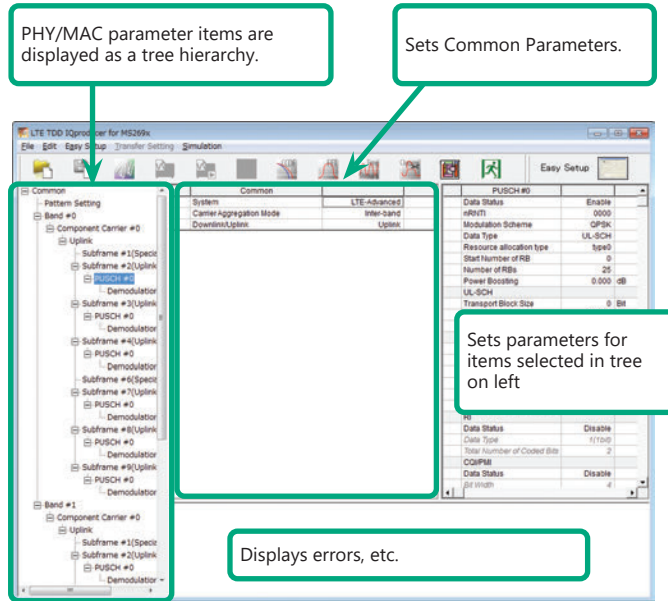 PHY/MAC parameter items are
displayed as a tree hierarchy.
Sets Common Parameters.
LTE TDD IQproducer for MS269x
File Edit Easy Setup Transfer Setting Simulation
Easy Setup
Common
Pattern Setting
Band #0
Component Carrier #0
Uplink
Subframe #1(Specia
Subframe #2(Uplink
PUSCH #0
Demodulation
Subframe #3(Uplink
PUSCH #0
Demodulation
Subframe #4(Uplink
PUSCH #0
Demodulation
Subframe #6(Specia
Subframe #7(Uplink
PUSCH #0
Demodulation
Subframe #8(Uplink
PUSCH #0
Demodulation
Subframe #9(Uplink
PUSCH #0
Demodulation
Band #1
Component Carrier #0
Uplink
Subframe #1(Specia
Subframe #2(Uplink
PUSCH #0
Demodulation
Common
System LTE-Advanced
Carrier Aggregation Mode Inter-band
Downlink/Uplink Uplink
PUSCH #0
Data Status Enable
nRNTI 0000
Modulation Scheme QPSK
Data Type UL-SCH
Resource allocation type type0
Start Number of RB 0
Number of RBs 25
Power Boosting 0.000 dB
UL-SCH
Transport Block Size 0 Bit
Sets parameters for
items selected in tree
on left
RI
Data Status Disable
Data Type 1(1bit)
Total Number of Coded Bits 2
CQI/PMI
Data Status Disable
Bit Width 4
Displays errors, etc.